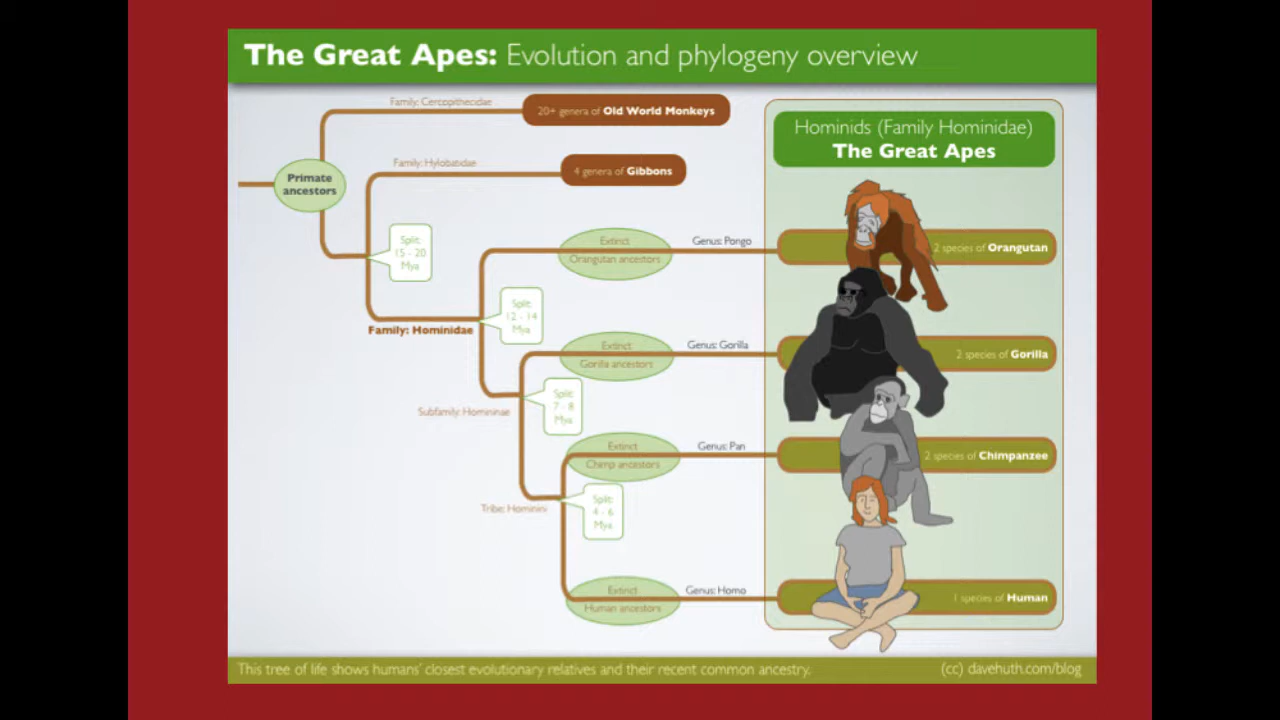 The Great Apes: Evolution and phylogeny overview
Family: Cercopithecidae
20+ genera of Old World Monkeys
Hominids (Family Hominidae)
The Great Apes
Family: Hylobatidae
4 genera of Gibbons
Primate
ancestors
Split:
15 - 20
Mya
Extinct
Orangutan ancestors
Genus: Pongo
2 species of Orangutan
Split:
12 - 14
Mya
Family: Hominidae
Extinct
Gorilla ancestors
Genus: Gorilla
2 species of Gorilla
Split:
7 - 8
Mya
Subfamily: Homininae
Extinct
Chimp ancestors
Genus: Pan
2 species of Chimpanzee
Split:
4 - 6
Mya
Tribe: Hominini
Extinct
Human ancestors
Genus: Homo
1 species of Human
This tree of life shows humans' closest evolutionary relatives and their recent common ancestry.
(cc) davehuth.com/blog